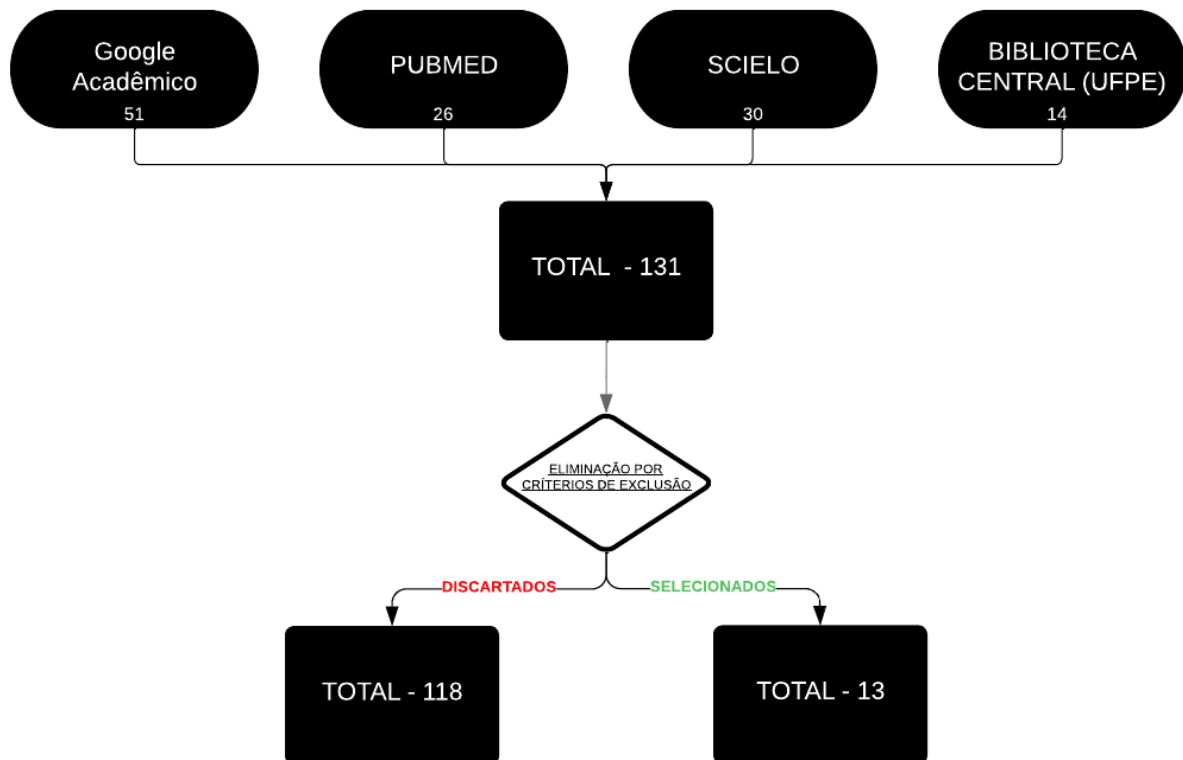 Google
Acadêmico
51
PUBMED
26
SCIELO
30
BIBLIOTECA
CENTRAL (UFPE)
14
TOTAL - 131
ELIMINAÇÃO POR
CRÍTERIOS DE EXCLUSÃO
DISCARTADOS
SELECIONADOS
TOTAL - 118
TOTAL - 13